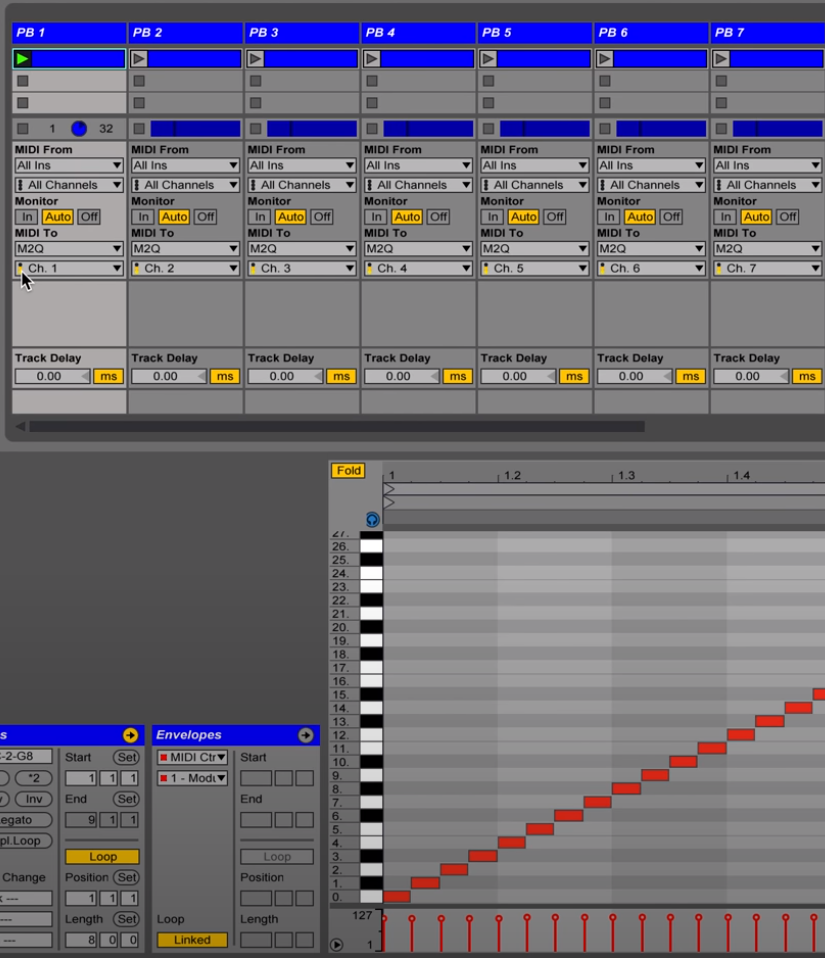 PB 1 PB 2 PB 3 PB 4 PB 5 PB 6 PB 7
1 32
MIDI From MIDI From MIDI From MIDI From MIDI From MIDI From MIDI From
All Ins All Ins All Ins All Ins All Ins All Ins All Ins
All Channels All Channels All Channels All Channels All Channels All Channels All Channels
Monitor Monitor Monitor Monitor Monitor Monitor Monitor
In Auto Off In Auto Off In Auto Off In Auto Off In Auto Off In Auto Off In Auto Off
MIDI To MIDI To MIDI To MIDI To MIDI To MIDI To MIDI To
M2Q M2Q M2Q M2Q M2Q M2Q M2Q
Ch. 1 Ch. 2 Ch. 3 Ch. 4 Ch. 5 Ch. 6 Ch. 7
Track Delay Track Delay Track Delay Track Delay Track Delay Track Delay Track Delay
0.00 ms 0.00 ms 0.00 ms 0.00 ms 0.00 ms 0.00 ms 0.00 ms
Fold 1 1.2 1.3 1.4
27.
26.
25.
24.
23.
22.
21.
20.
19.
18.
17.
16.
15.
14.
13.
12.
11.
10.
9.
8.
7.
6.
5.
4.
3.
2.
1.
0.
127
1
s Envelopes
-2-G8 Start Set MIDI Ctr Start
*2 1 1 1 1 - Modu
Inv End Set End
egato 9 1 1
pl.Loop Loop Loop
Change Position Set Position
--- 1 1 1
--- Length Set Loop Length
--- 8 0 0 Linked